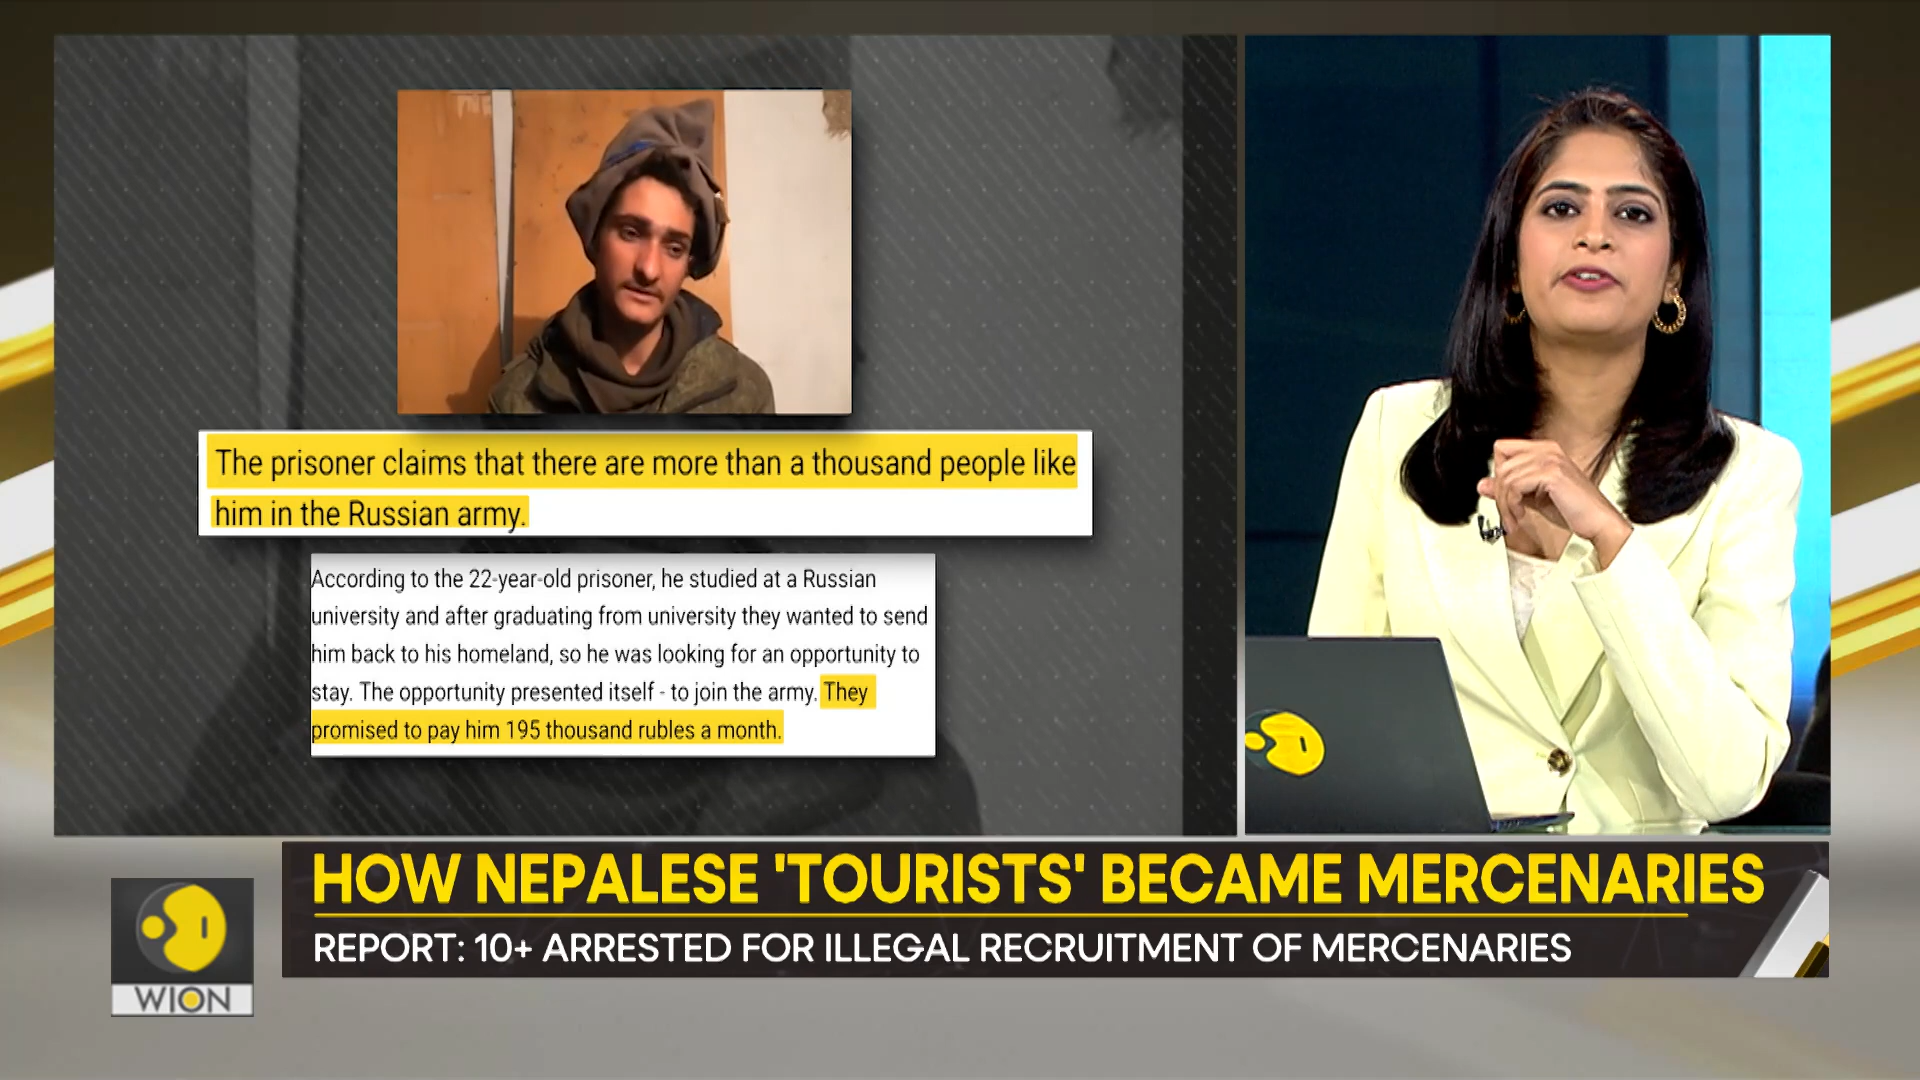 The prisoner claims that there are more than a thousand people like
him in the Russian army.
According to the 22-year-old prisoner, he studied at a Russian
university and after graduating from university they wanted to send
him back to his homeland, so he was looking for an opportunity to
stay. The opportunity presented itself - to join the army. They
promised to pay him 195 thousand rubles a month.
HOW NEPALESE 'TOURISTS' BECAME MERCENARIES
REPORT: 10+ ARRESTED FOR ILLEGAL RECRUITMENT OF MERCENARIES
WION